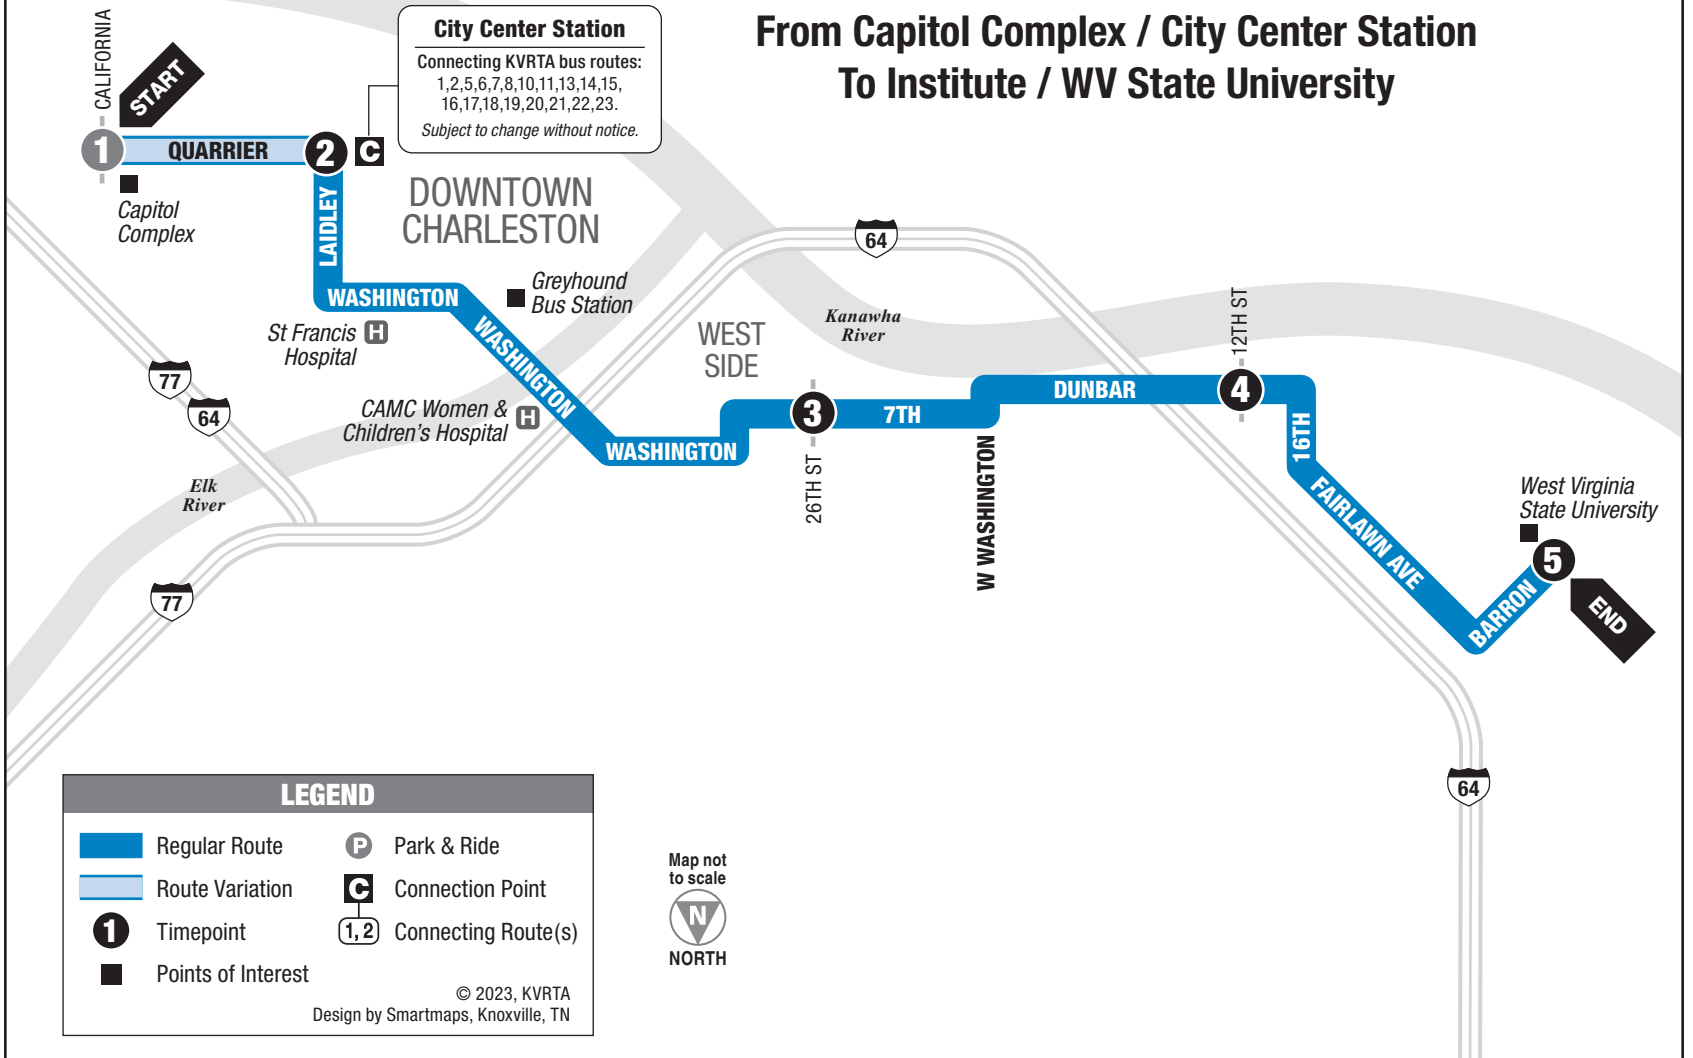 From Capitol Complex / City Center Station
To Institute / WV State University
City Center Station
Connecting KVRTA bus routes:
1,2,5,6,7,8,10,11,13,14,15,
16,17,18,19,20,21,22,23.
Subject to change without notice.
CALIFORNIA
START
1
QUARRIER
2
C
Capitol
Complex
LAIDLEY
DOWNTOWN
CHARLESTON
64
WASHINGTON
Greyhound
Bus Station
St Francis
Hospital
H
WASHINGTON
WEST
SIDE
Kanawha
River
12TH ST
77
64
CAMC Women &
Children's Hospital
H
WASHINGTON
3
26TH ST
7TH
W WASHINGTON
DUNBAR
4
16TH
FAIRLAWN AVE
Elk
River
77
West Virginia
State University
5
BARRON
END
64
LEGEND
Regular Route
P
Park & Ride
Route Variation
C
Connection Point
1
Timepoint
1, 2
Connecting Route(s)
Points of Interest
© 2023, KVRTA
Design by Smartmaps, Knoxville, TN
Map not
to scale
N
NORTH